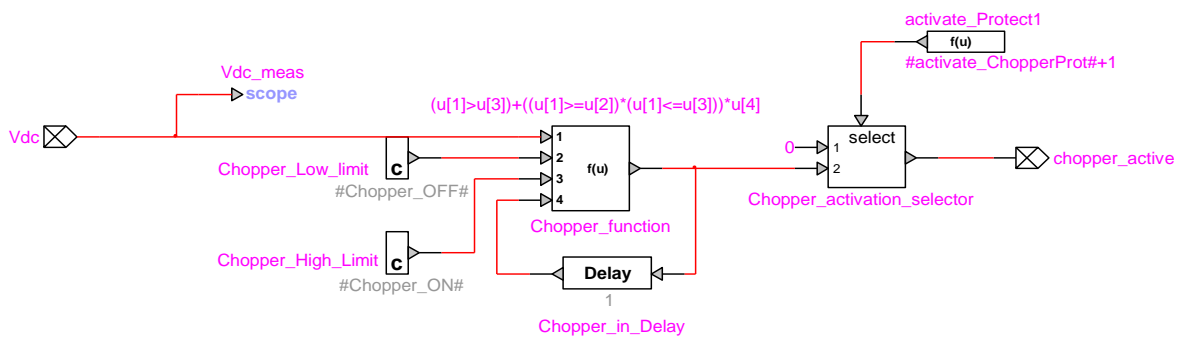 activate_Protect1
f(u)
#activate_ChopperProt#+1
Vdc_meas
scope
(u[1]>u[3])+((u[1]>=u[2])*(u[1]<=u[3]))*u[4]
Vdc
1
2
3
4
f(u)
Chopper_function
c
Chopper_Low_limit
#Chopper_OFF#
c
Chopper_High_Limit
#Chopper_ON#
Delay
1
Chopper_in_Delay
select
0
1
2
Chopper_activation_selector
chopper_active